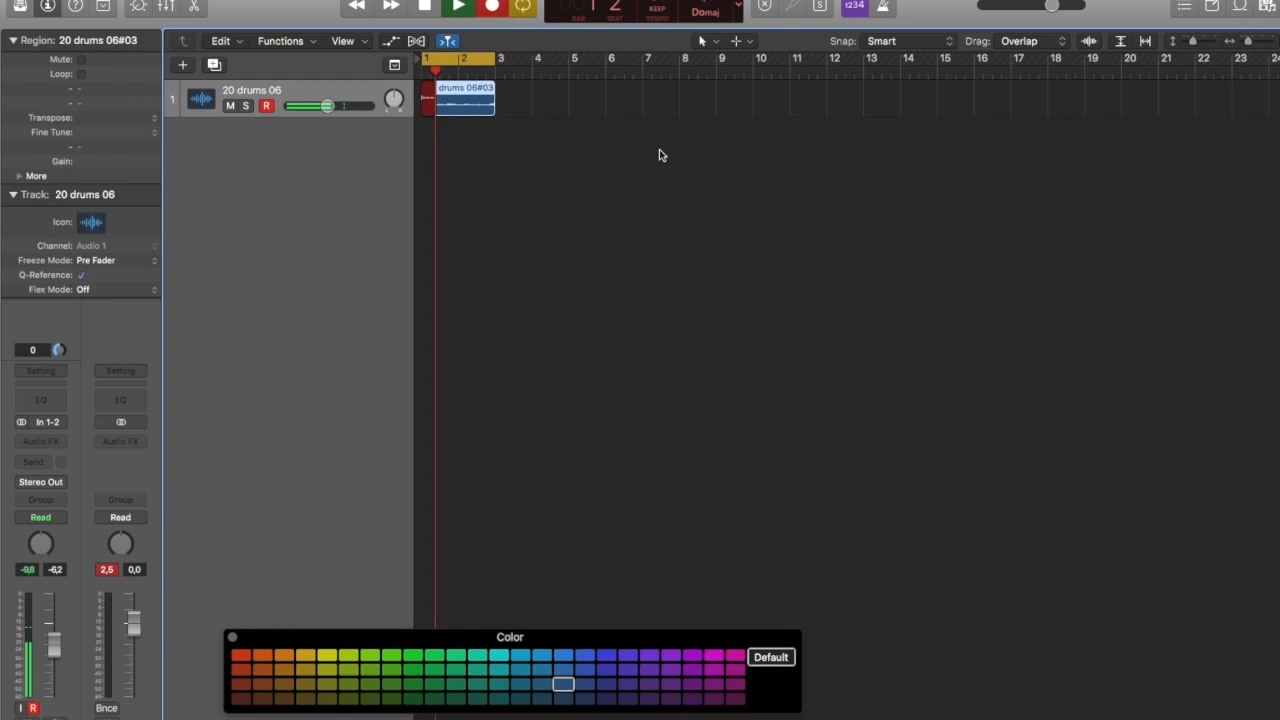 1234
KEEP
BAR
BEAT
TEMPO
Domaj
Region: 20 drums 06#03
Edit
Functions
View
Snap: Smart
Drag: Overlap
Mute:
Loop:
Transpose:
Fine Tune:
Gain:
More
Track: 20 drums 06
Icon:
Channel: Audio 1
Freeze Mode: Pre Fader
Q-Reference:
Flex Mode: Off
1 2 3 4 5 6 7 8 9 10 11 12 13 14 15 16 17 18 19 20 21 22 23 24
1
20 drums 06
M S R
L R
drums 06#03
0
Setting Setting
EQ EQ
In 1-2
Audio FX Audio FX
Send
Stereo Out
Group Group
Read Read
-9,8 -6,2 2,5 0,0
I R
Bnce
Color
Default